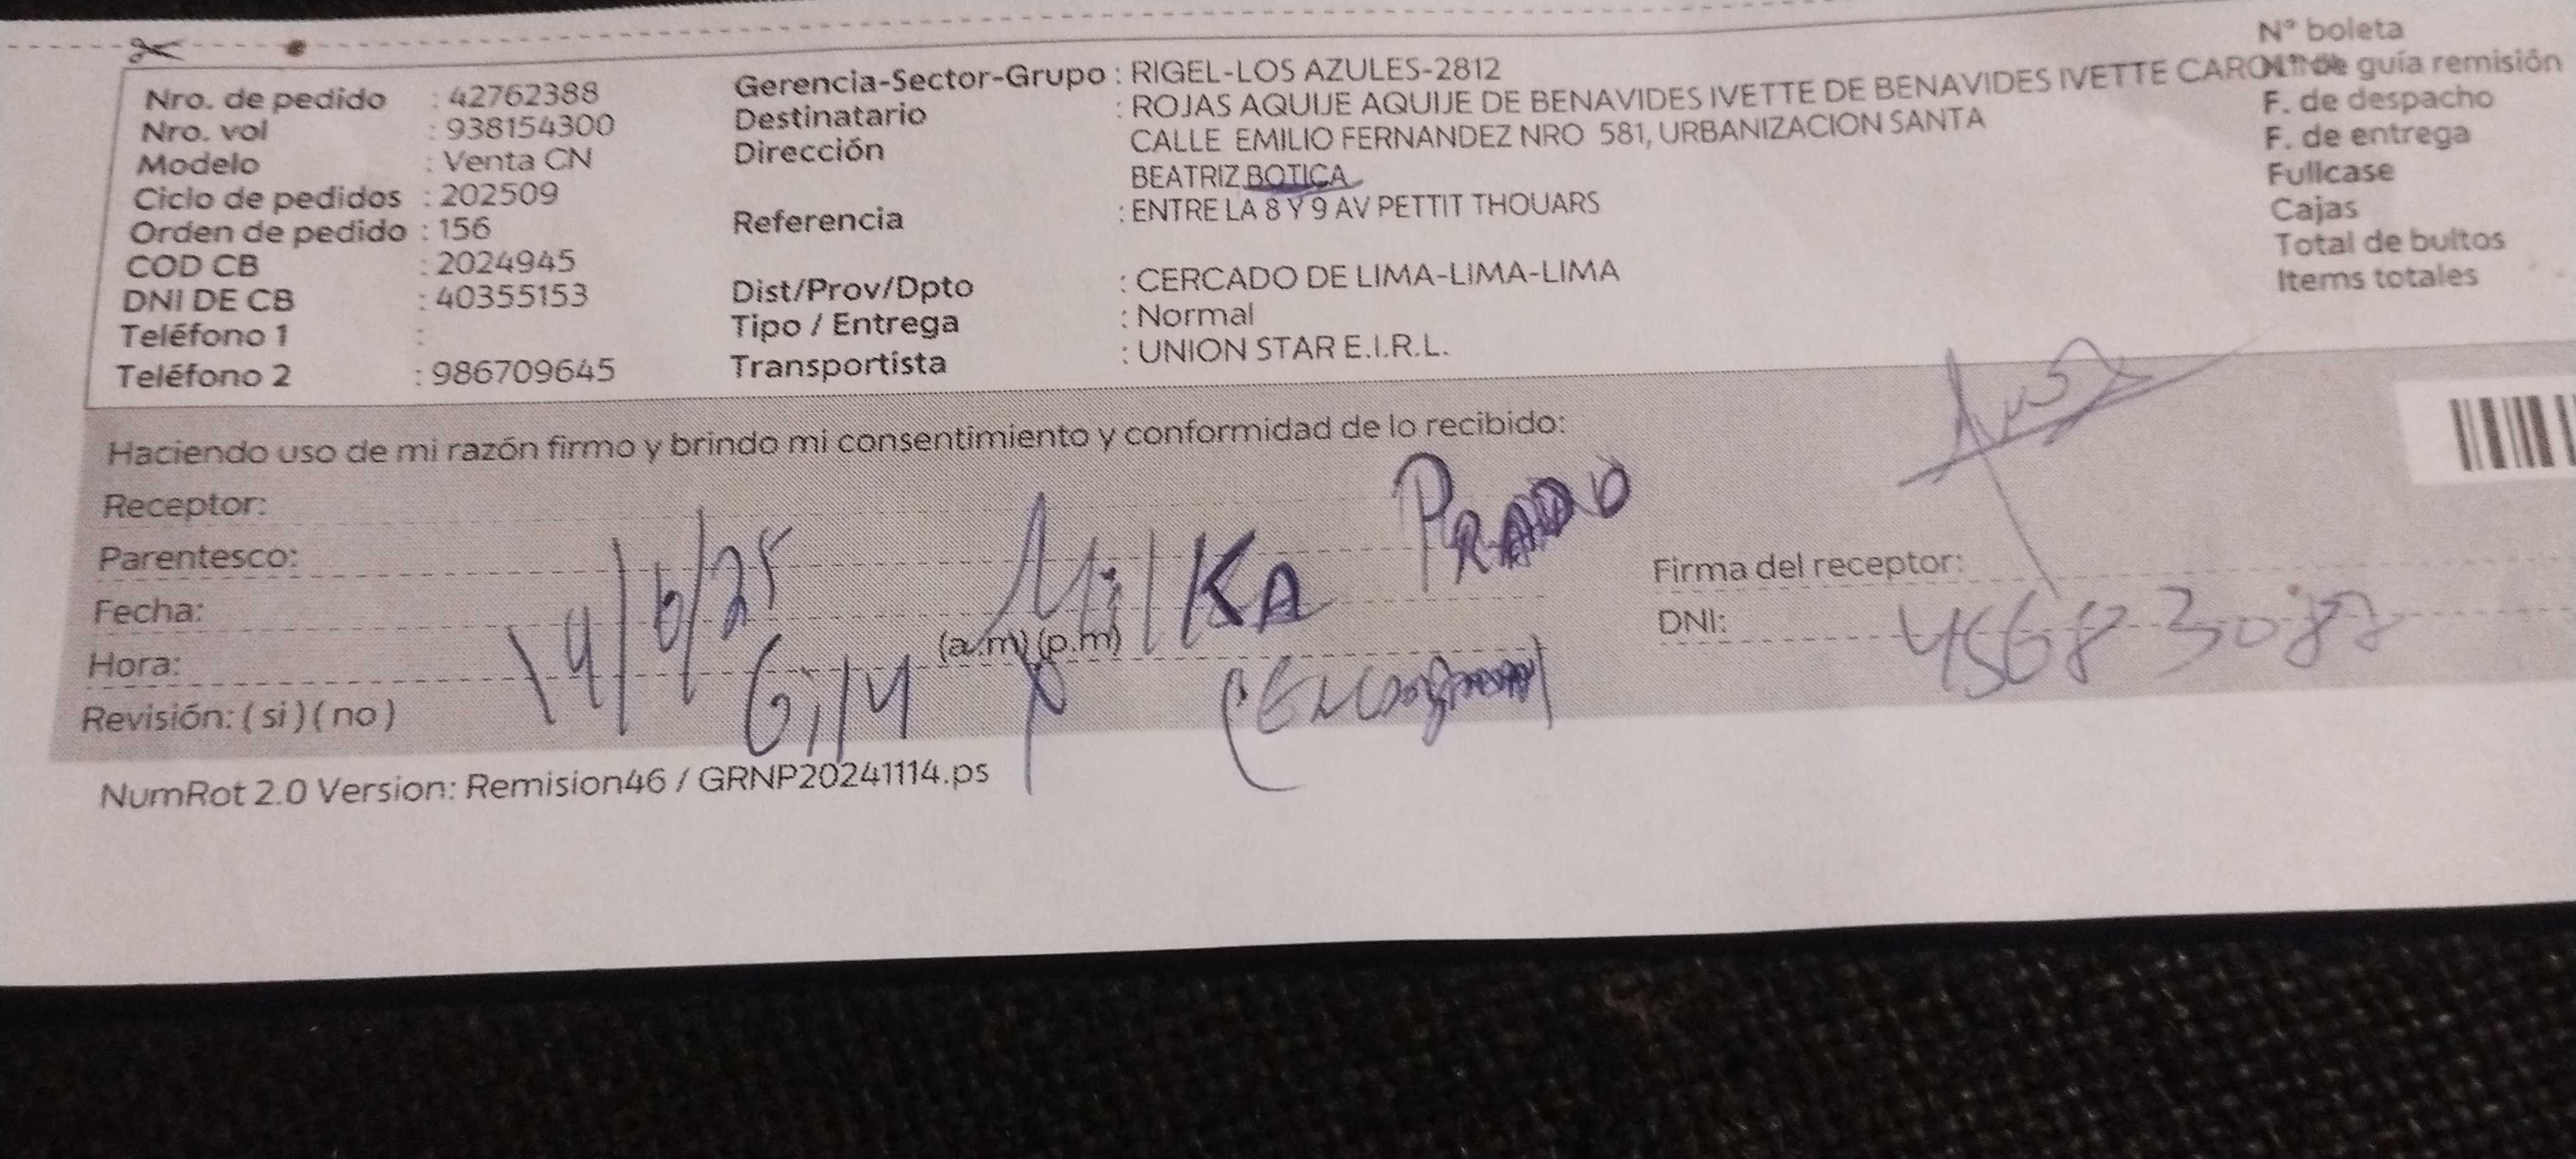 Nro. de pedido : 42762388
Nro. vol : 938154300
Modelo : Venta CN
Ciclo de pedidos : 202509
Orden de pedido : 156
COD CB : 2024945
DNI DE CB : 40355153
Teléfono 1 :
Teléfono 2 : 986709645
Gerencia-Sector-Grupo : RIGEL-LOS AZULES-2812
Destinatario : ROJAS AQUIJE AQUIJE DE BENAVIDES IVETTE DE BENAVIDES IVETTE CARO
Dirección CALLE EMILIO FERNANDEZ NRO 581, URBANIZACION SANTA
BEATRIZ BOTICA
Referencia : ENTRE LA 8 Y 9 AV PETTIT THOUARS
Dist/Prov/Dpto : CERCADO DE LIMA-LIMA-LIMA
Tipo / Entrega : Normal
Transportista : UNION STAR E.I.R.L.
N° boleta
guía remisión
F. de despacho
F. de entrega
Fullcase
Cajas
Total de bultos
Items totales
Haciendo uso de mi razón firmo y brindo mi consentimiento y conformidad de lo recibido:
Receptor:
Parentesco:
Fecha: 14/6/25
MilKA PRADO
Hora: 6:14 (a.m) (p.m)
Revisión: ( si ) ( no )
Firma del receptor:
DNI: 45683088
NumRot 2.0 Version: Remision46 / GRNP20241114.ps